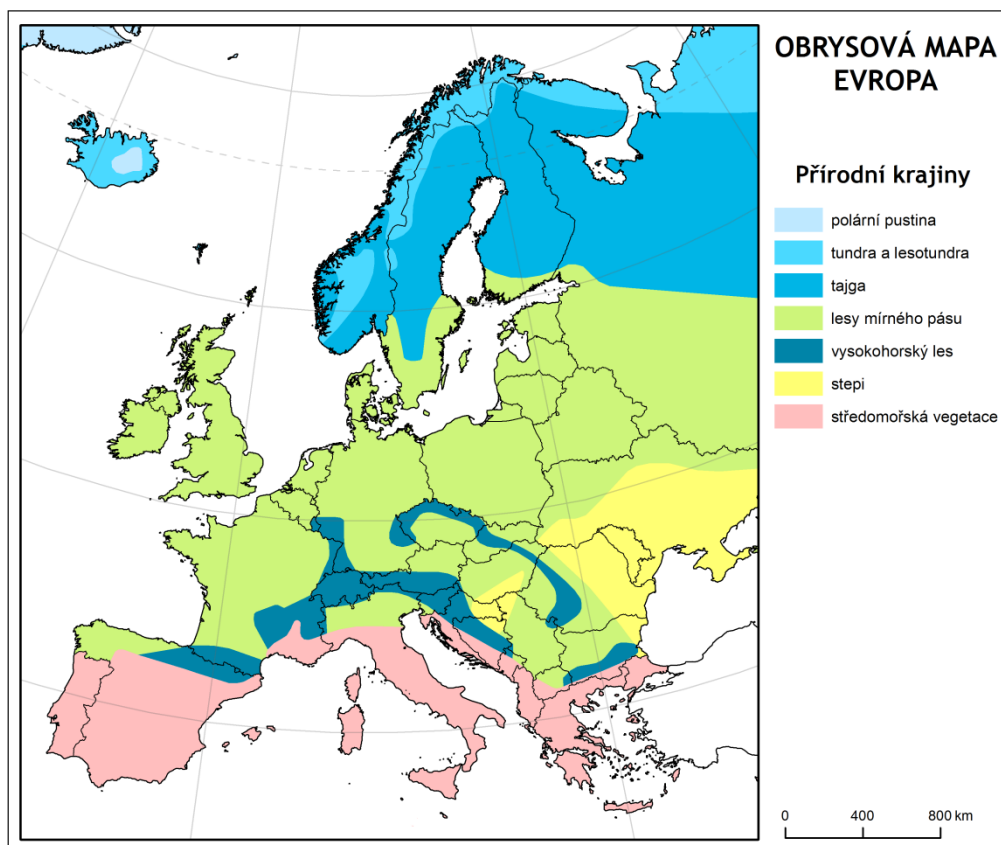 OBRYSOVÁ MAPA
EVROPA
Přírodní krajiny
polární pustina
tundra a lesotundra
tajga
lesy mírného pásu
vysokohorský les
stepi
středomořská vegetace
0 400 800 km